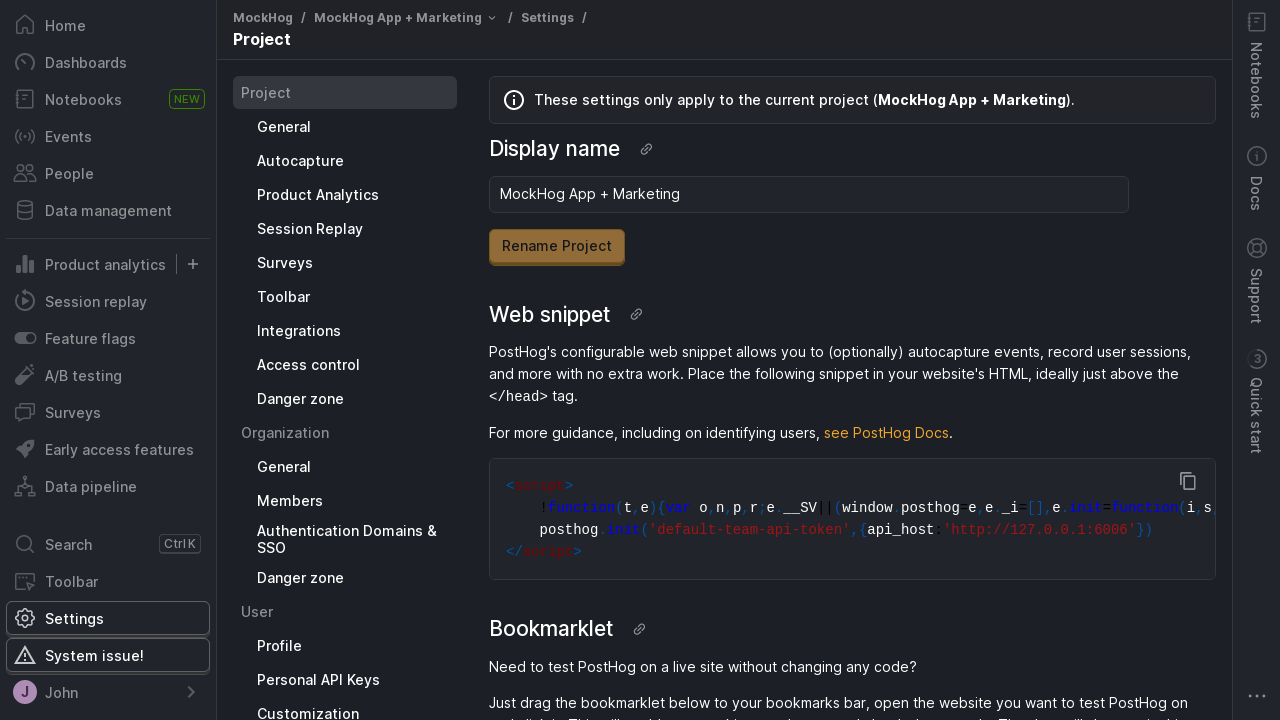 Home
Dashboards
Notebooks
NEW
Events
People
Data management
Product analytics
Session replay
Feature flags
A/B testing
Surveys
Early access features
Data pipeline
Search
Ctrl K
Toolbar
Settings
System issue!
J
John
MockHog / MockHog App + Marketing / Settings /
Project
Project
General
Autocapture
Product Analytics
Session Replay
Surveys
Toolbar
Integrations
Access control
Danger zone
Organization
General
Members
Authentication Domains &
SSO
Danger zone
User
Profile
Personal API Keys
Customization
These settings only apply to the current project (MockHog App + Marketing).
Display name
MockHog App + Marketing
Rename Project
Web snippet
PostHog's configurable web snippet allows you to (optionally) autocapture events, record user sessions,
and more with no extra work. Place the following snippet in your website's HTML, ideally just above the
</head> tag.
For more guidance, including on identifying users, see PostHog Docs.
<script>
!function(t,e){var o,n,p,r;e.__SV||(window.posthog=e,e._i=[],e.init=function(i,s,
posthog.init('default-team-api-token',{api_host:'http://127.0.0.1:6006'})
</script>
Bookmarklet
Need to test PostHog on a live site without changing any code?
Just drag the bookmarklet below to your bookmarks bar, open the website you want to test PostHog on
Notebooks
Docs
Support
3
Quick start